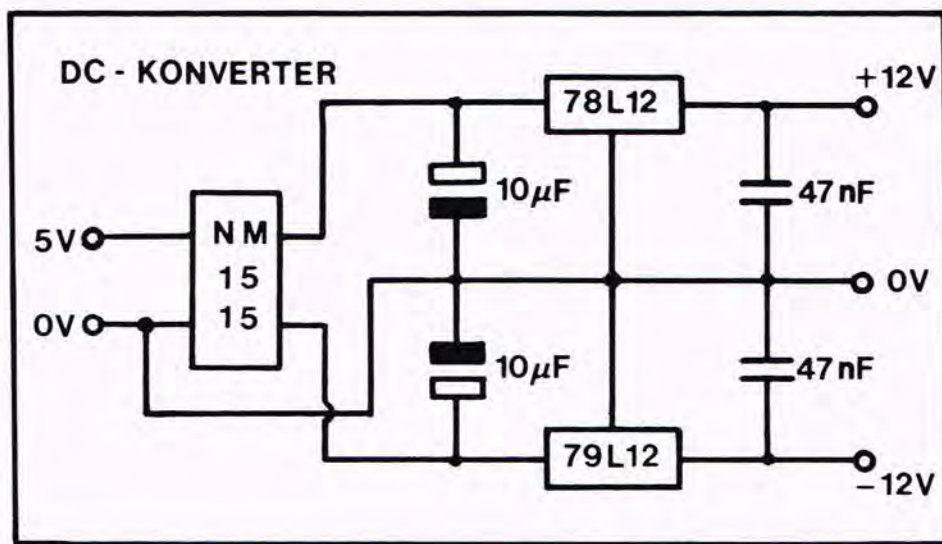 DC - KONVERTER
78L12
+12V
10µF
47nF
5V
NM
15
15
0V
0V
10µF
47nF
79L12
-12V